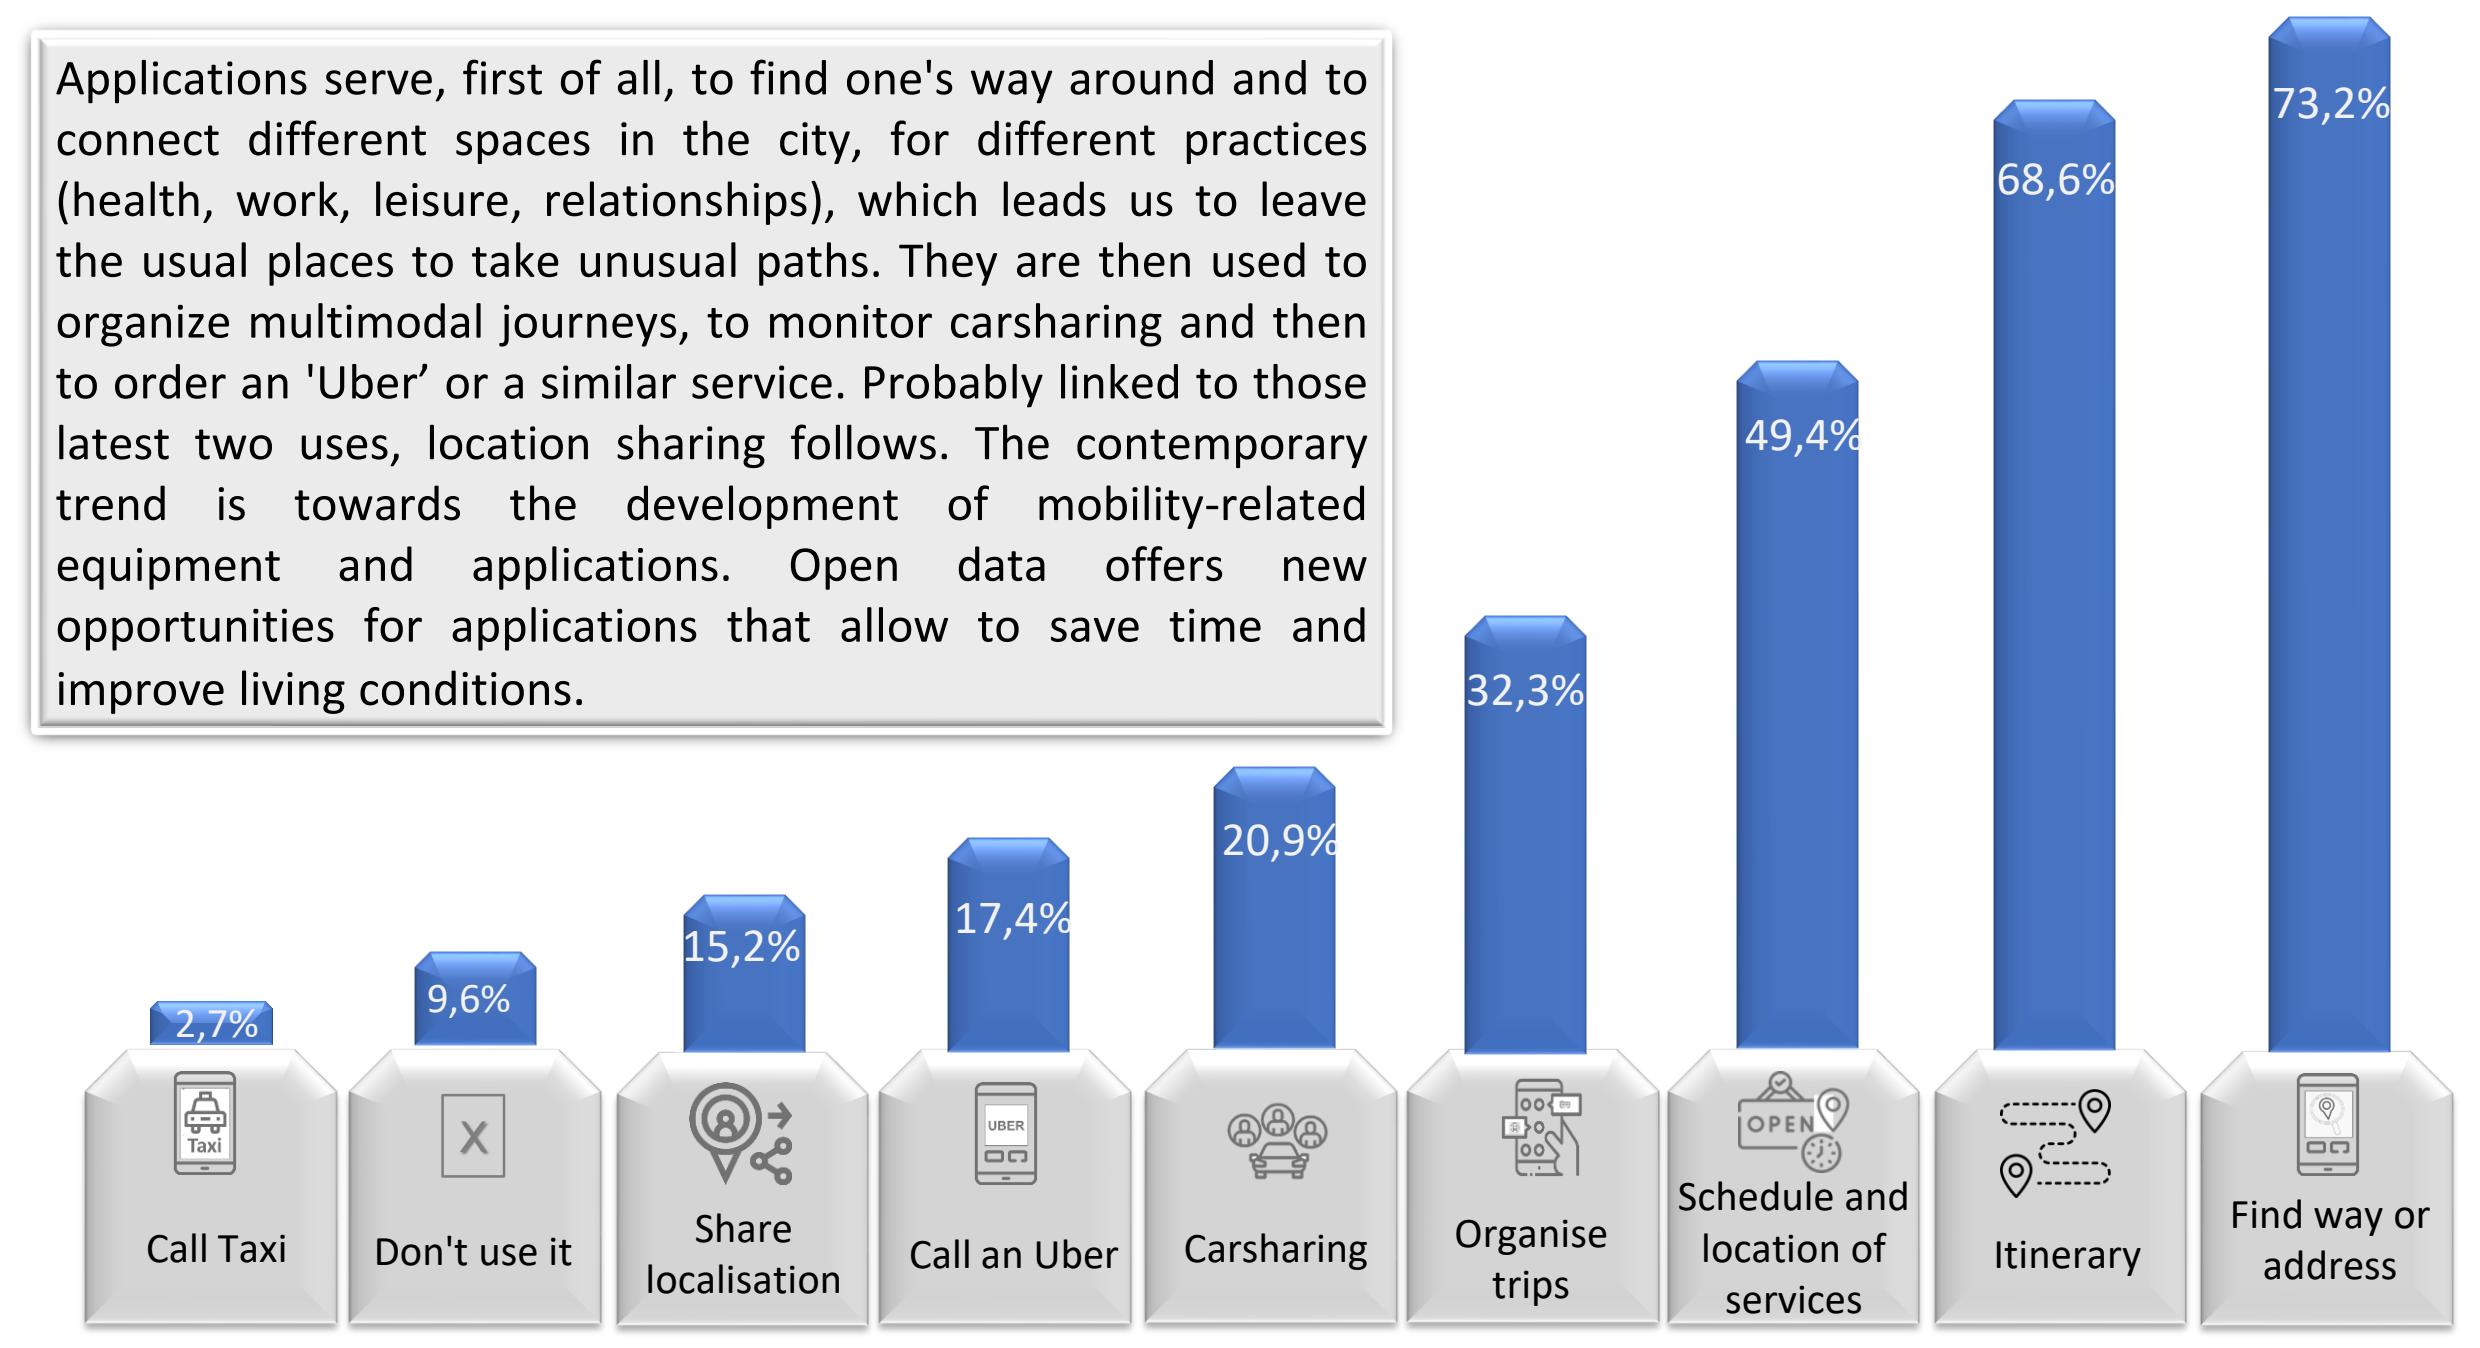 Applications serve, first of all, to find one's way around and to
connect different spaces in the city, for different practices
(health, work, leisure, relationships), which leads us to leave
the usual places to take unusual paths. They are then used to
organize multimodal journeys, to monitor carsharing and then
to order an 'Uber’ or a similar service. Probably linked to those
latest two uses, location sharing follows. The contemporary
trend is towards the development of mobility-related
equipment and applications. Open data offers new
opportunities for applications that allow to save time and
improve living conditions.
2,7%
9,6%
15,2%
17,4%
20,9%
32,3%
49,4%
68,6%
73,2%
Taxi
Call Taxi
X
Don't use it
Share
localisation
UBER
Call an Uber
Carsharing
Organise
trips
OPEN
Schedule and
location of
services
Itinerary
Find way or
address